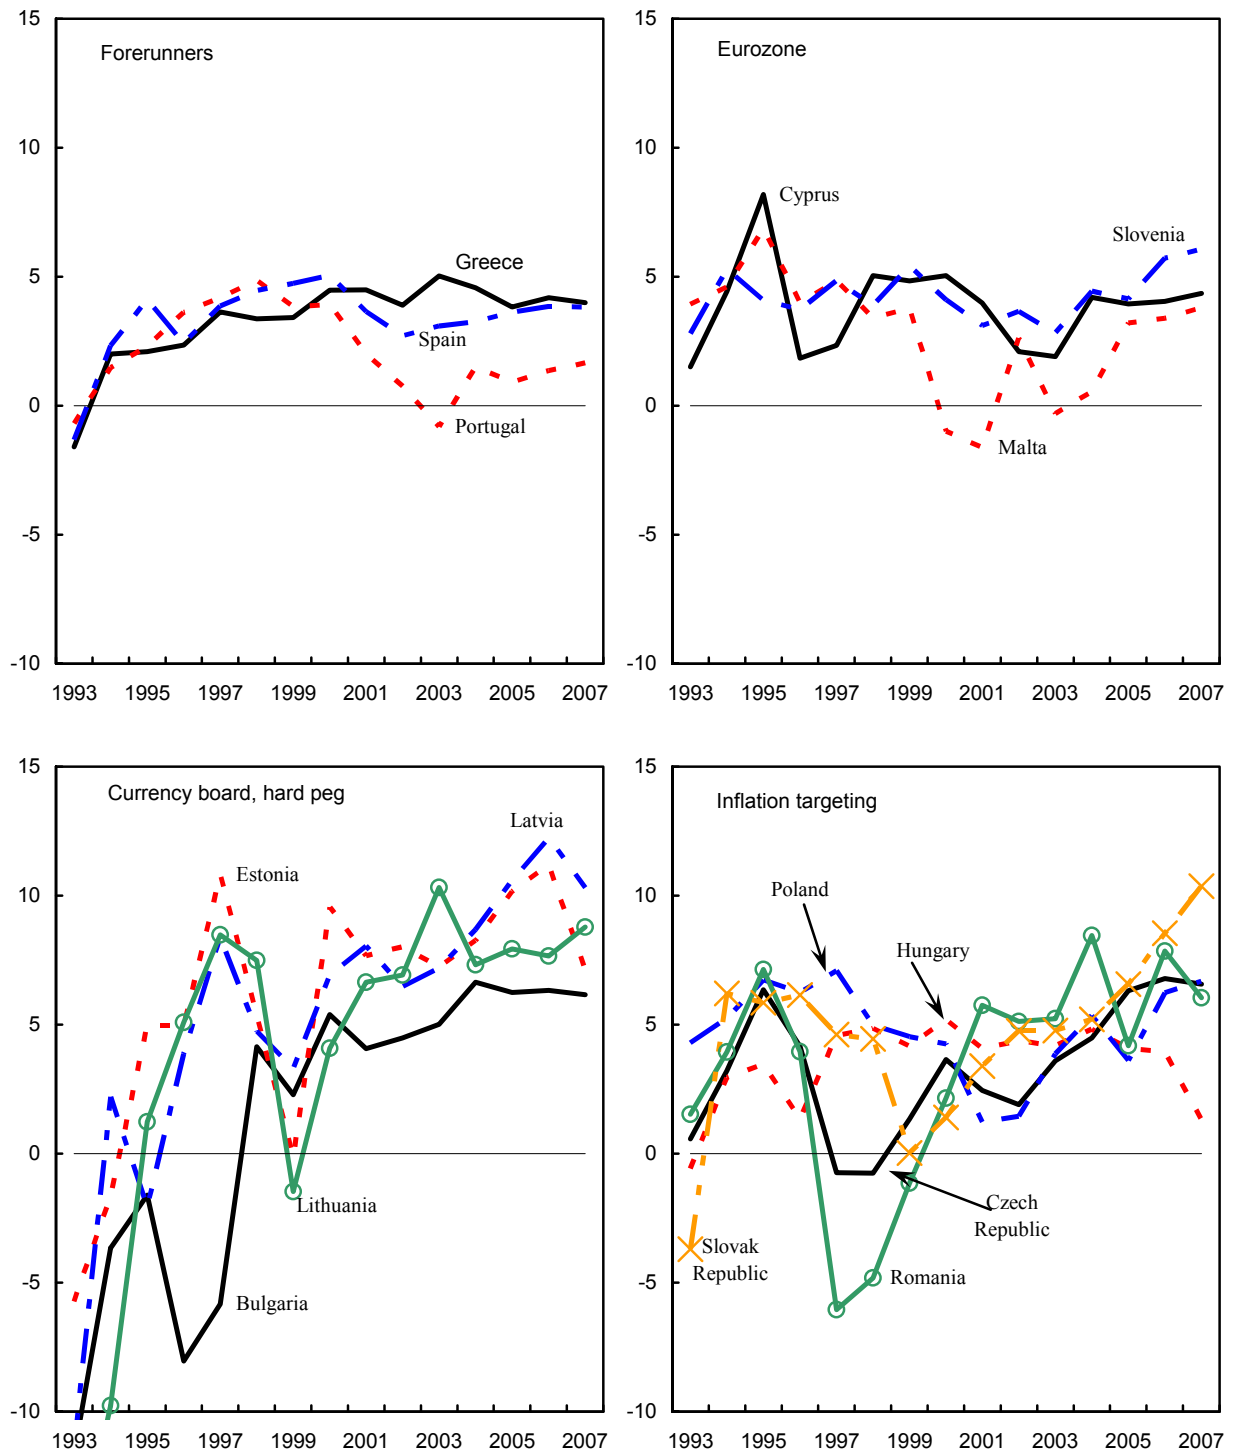 15
10
5
0
-5
-10
Forerunners
Greece
Spain
Portugal
1993 1995 1997 1999 2001 2003 2005 2007
15
10
5
0
-5
-10
Eurozone
Cyprus
Slovenia
Malta
1993 1995 1997 1999 2001 2003 2005 2007
15
10
5
0
-5
-10
Currency board, hard peg
Latvia
Estonia
Lithuania
Bulgaria
1993 1995 1997 1999 2001 2003 2005 2007
15
10
5
0
-5
-10
Inflation targeting
Poland
Hungary
Czech
Republic
Slovak
Republic
Romania
1993 1995 1997 1999 2001 2003 2005 2007